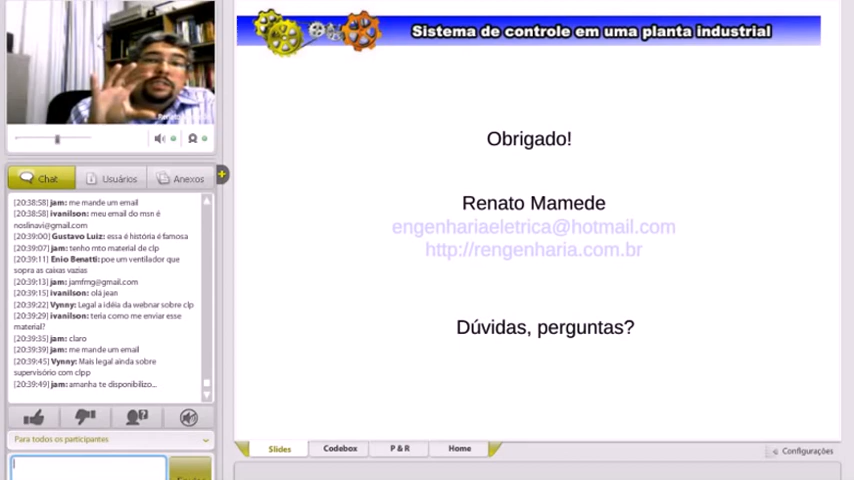 Sistema de controle em uma planta industrial
Obrigado!
Renato Mamede
engenhariaeletrica@hotmail.com
http://rengenharia.com.br
Dúvidas, perguntas?
Chat
Usuários
Anexos
[20:38:58] jam: me mande um email
[20:38:58] ivanilson: meu email do msn é
noslinavi@gmail.com
[20:39:00] Gustavo Luiz: essa é história é famosa
[20:39:07] jam: tenho mto material de clp
[20:39:11] Enio Benatti: poe um ventilador que
sopra as caixas vazias
[20:39:13] jam: jamfmg@gmail.com
[20:39:15] ivanilson: olá jean
[20:39:22] Vynny: Legal a idéia da webnar sobre clp
[20:39:29] ivanilson: teria como me enviar esse
material?
[20:39:35] jam: claro
[20:39:39] jam: me mande um email
[20:39:45] Vynny: Mais legal ainda sobre
supervisório com clpp
[20:39:49] jam: amanha te disponibilizo...
Para todos os participantes
Slides
Codebox
P & R
Home
Configurações